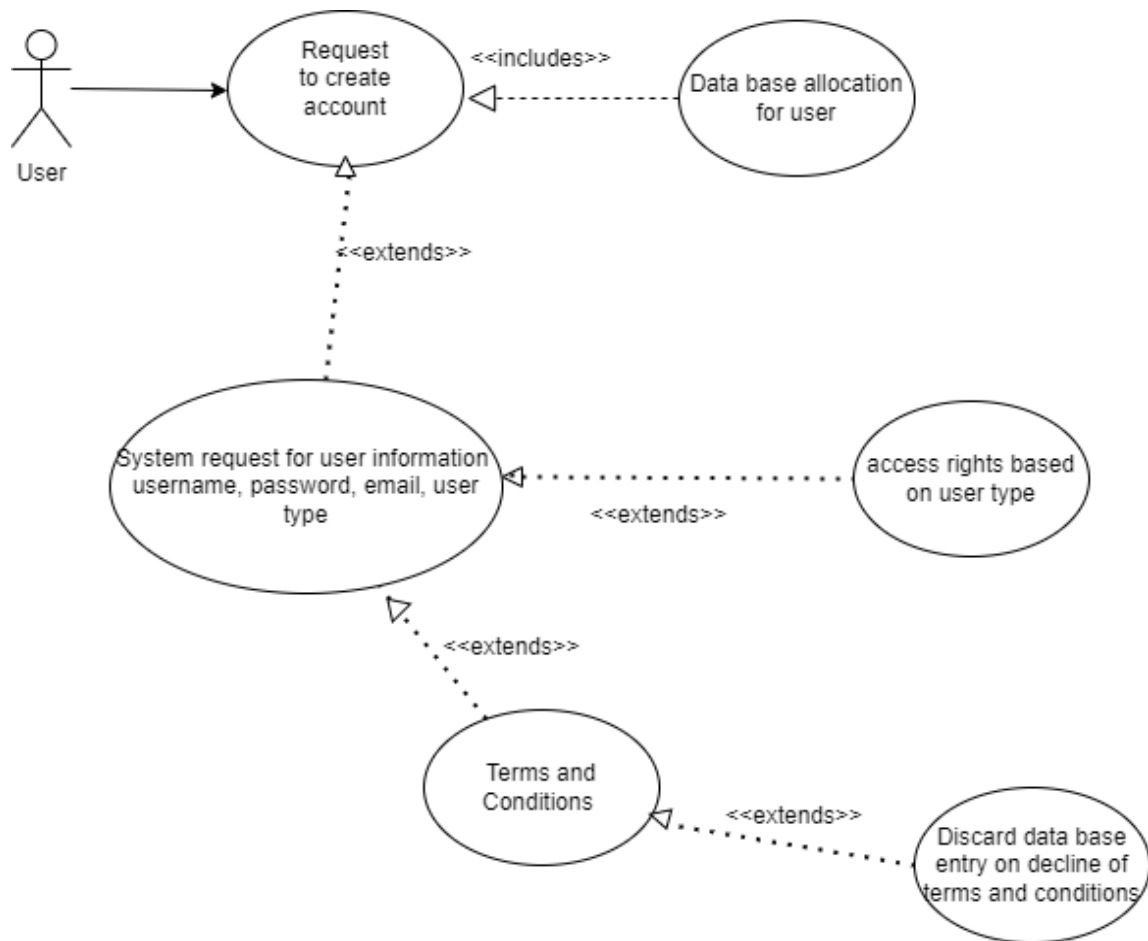 Request
to create
account
<<includes>>
Data base allocation
for user
User
<<extends>>
System request for user information
username, password, email, user
type
access rights based
on user type
<<extends>>
<<extends>>
Terms and
Conditions
<<extends>>
Discard data base
entry on decline of
terms and conditions